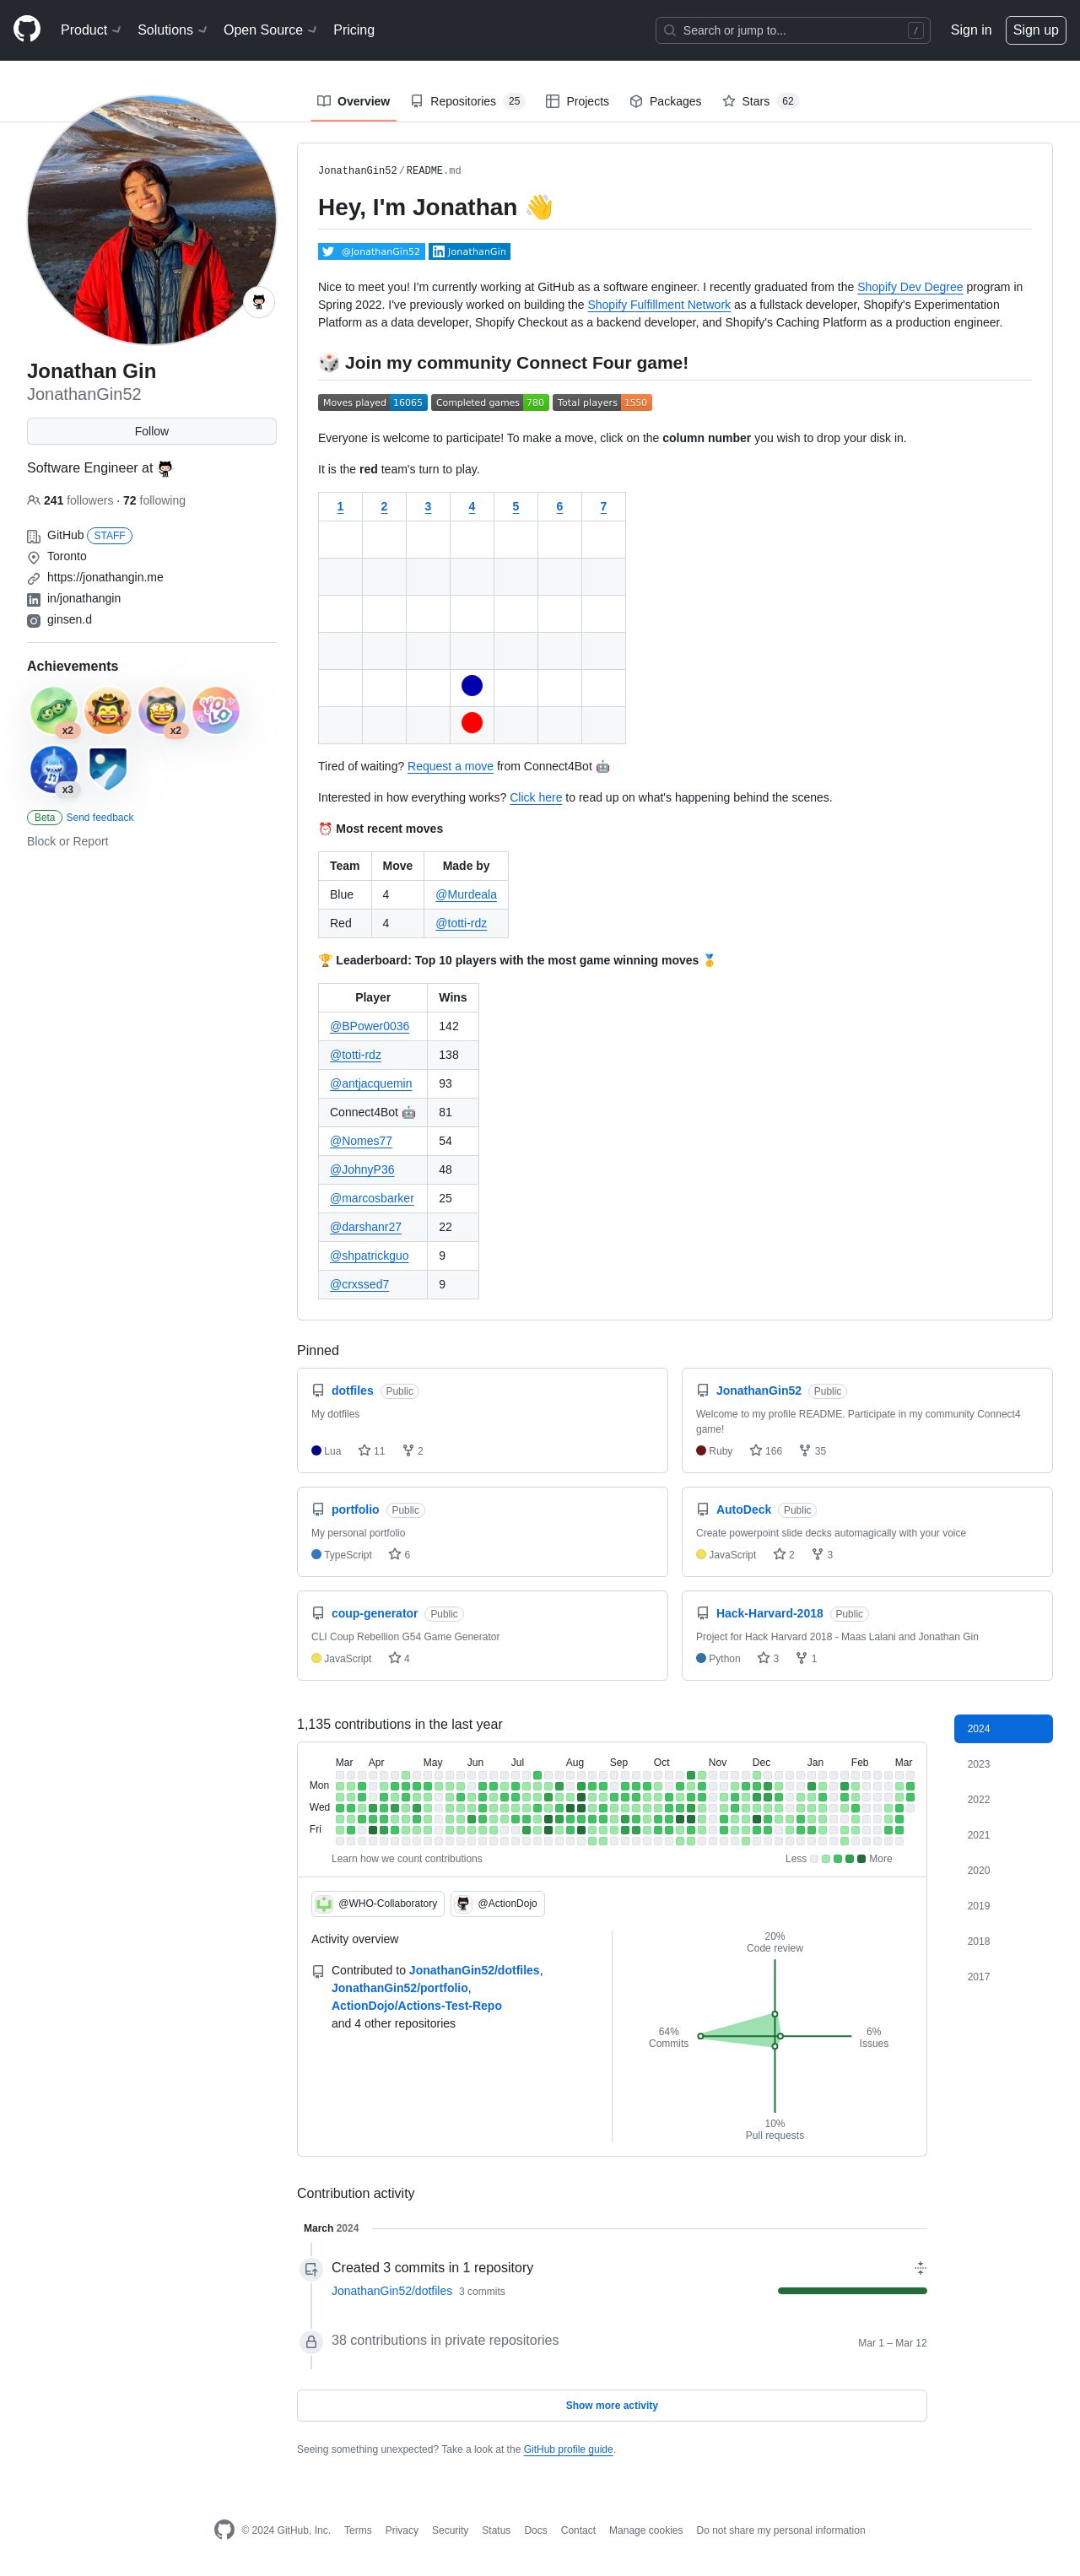 Product Solutions Open Source Pricing Search or jump to... / Sign in Sign up
Overview Repositories 25 Projects Packages Stars 62
Jonathan Gin
JonathanGin52
Follow
Software Engineer at
241 followers · 72 following
GitHub STAFF
Toronto
https://jonathangin.me
in/jonathangin
ginsen.d
Achievements
x2 x2 YOLO
x3
Beta Send feedback
Block or Report
JonathanGin52/README.md
Hey, I'm Jonathan 👋
@JonathanGin52 JonathanGin
Nice to meet you! I'm currently working at GitHub as a software engineer. I recently graduated from the Shopify Dev Degree program in
Spring 2022. I've previously worked on building the Shopify Fulfillment Network as a fullstack developer, Shopify's Experimentation
Platform as a data developer, Shopify Checkout as a backend developer, and Shopify's Caching Platform as a production engineer.
🎲 Join my community Connect Four game!
Moves played 16065 Completed games 780 Total players 1550
Everyone is welcome to participate! To make a move, click on the column number you wish to drop your disk in.
It is the red team's turn to play.
1 2 3 4 5 6 7
Tired of waiting? Request a move from Connect4Bot 🤖
Interested in how everything works? Click here to read up on what's happening behind the scenes.
⏰ Most recent moves
Team Move Made by
Blue 4 @Murdeala
Red 4 @totti-rdz
🏆 Leaderboard: Top 10 players with the most game winning moves 🥇
Player Wins
@BPower0036 142
@totti-rdz 138
@antjacquemin 93
Connect4Bot 🤖 81
@Nomes77 54
@JohnyP36 48
@marcosbarker 25
@darshanr27 22
@shpatrickguo 9
@crxssed7 9
Pinned
dotfiles Public
My dotfiles
Lua 11 2
JonathanGin52 Public
Welcome to my profile README. Participate in my community Connect4
game!
Ruby 166 35
portfolio Public
My personal portfolio
TypeScript 6
AutoDeck Public
Create powerpoint slide decks automagically with your voice
JavaScript 2 3
coup-generator Public
CLI Coup Rebellion G54 Game Generator
JavaScript 4
Hack-Harvard-2018 Public
Project for Hack Harvard 2018 - Maas Lalani and Jonathan Gin
Python 3 1
1,135 contributions in the last year
Mar Apr May Jun Jul Aug Sep Oct Nov Dec Jan Feb Mar
Mon
Wed
Fri
Learn how we count contributions Less More
2024
2023
2022
2021
2020
2019
2018
2017
@WHO-Collaboratory @ActionDojo
Activity overview
Contributed to JonathanGin52/dotfiles,
JonathanGin52/portfolio,
ActionDojo/Actions-Test-Repo
and 4 other repositories
20%
Code review
64%
Commits
6%
Issues
10%
Pull requests
Contribution activity
March 2024
Created 3 commits in 1 repository
JonathanGin52/dotfiles 3 commits
38 contributions in private repositories Mar 1 – Mar 12
Show more activity
Seeing something unexpected? Take a look at the GitHub profile guide.
© 2024 GitHub, Inc. Terms Privacy Security Status Docs Contact Manage cookies Do not share my personal information